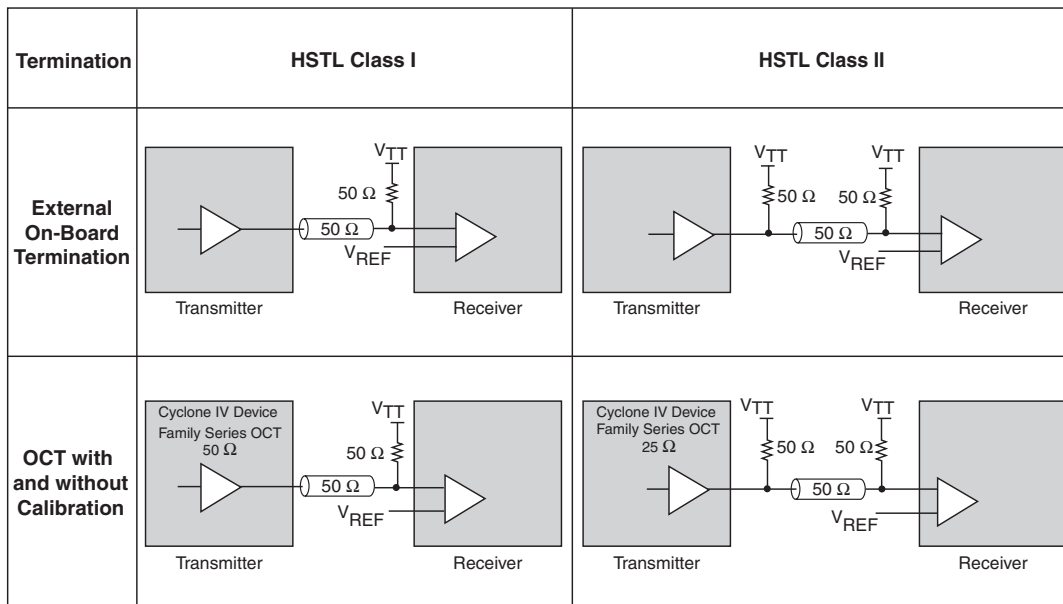 Termination
HSTL Class I
HSTL Class II
External
On-Board
Termination
VTT
50 Ω
50 Ω
VREF
Transmitter
Receiver
VTT
VTT
50 Ω
50 Ω
50 Ω
VREF
Transmitter
Receiver
OCT with
and without
Calibration
Cyclone IV Device
Family Series OCT
50 Ω
VTT
50 Ω
50 Ω
VREF
Transmitter
Receiver
Cyclone IV Device
Family Series OCT
25 Ω
VTT
VTT
50 Ω
50 Ω
50 Ω
VREF
Transmitter
Receiver